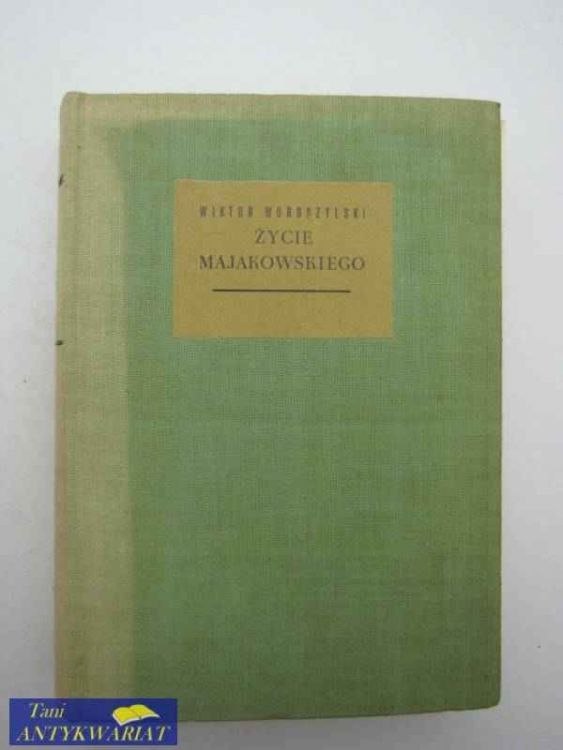 WIKTOR WOROSZYLSKI
ŻYCIE
MAJAKOWSKIEGO
Tani
ANTYKWARIAT